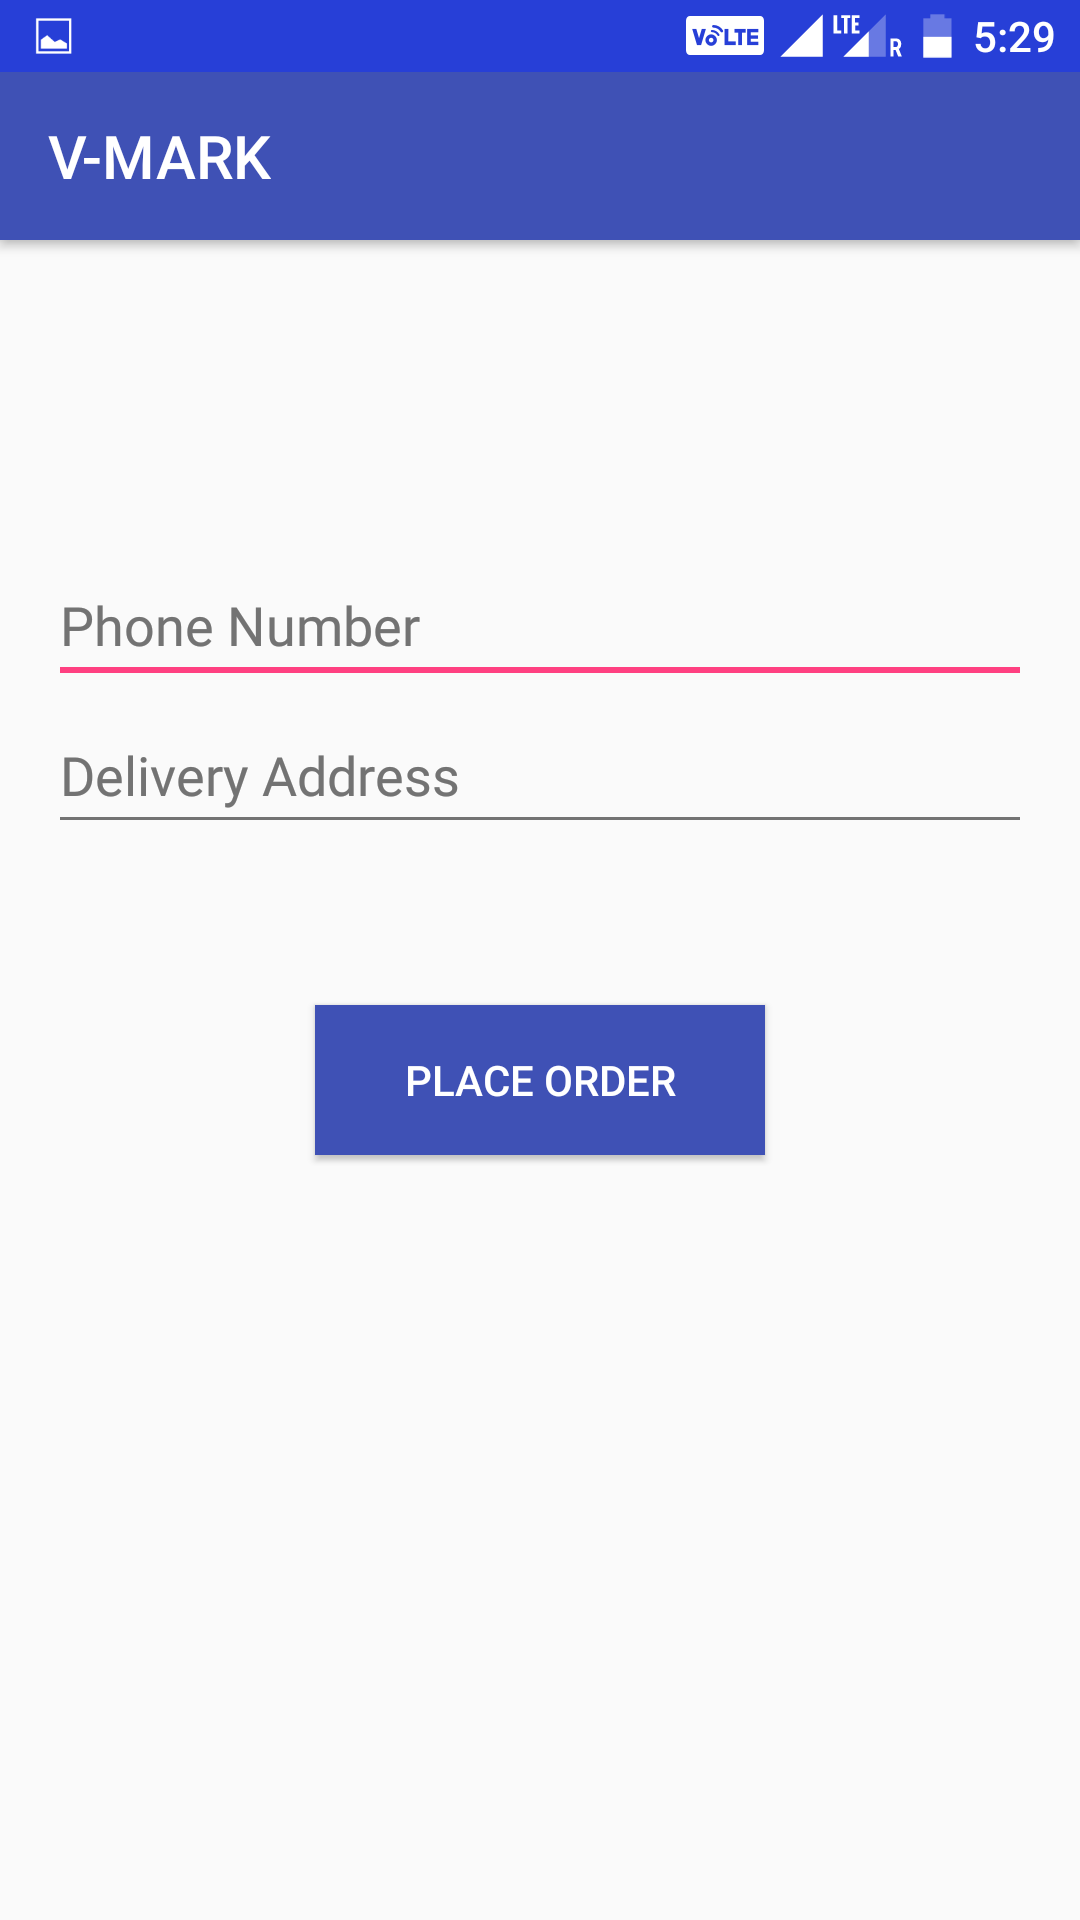 VoLTE LTE R 5:29
V-MARK
Phone Number
Delivery Address
PLACE ORDER